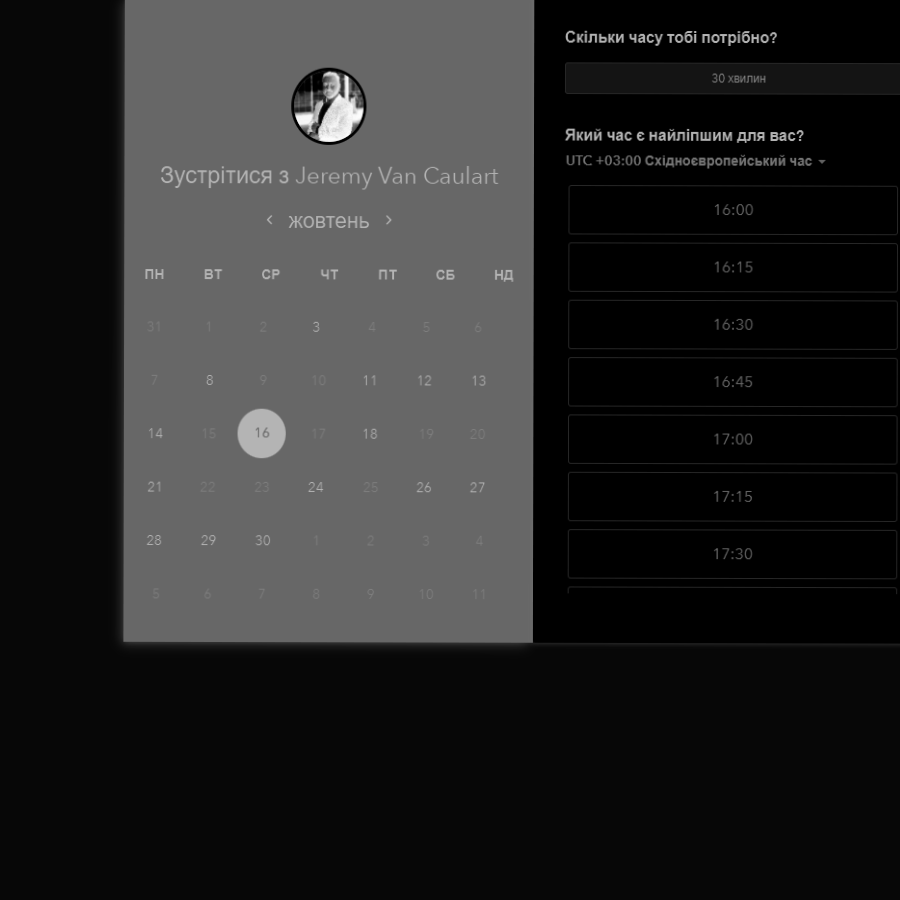 Зустрітися з Jeremy Van Caulart
жовтень
ПН ВТ СР ЧТ ПТ СБ НД
31 1 2 3 4 5 6
7 8 9 10 11 12 13
14 15 16 17 18 19 20
21 22 23 24 25 26 27
28 29 30 1 2 3 4
5 6 7 8 9 10 11
Скільки часу тобі потрібно?
30 хвилин
Який час є найліпшим для вас?
UTC +03:00 Східноєвропейський час
16:00
16:15
16:30
16:45
17:00
17:15
17:30